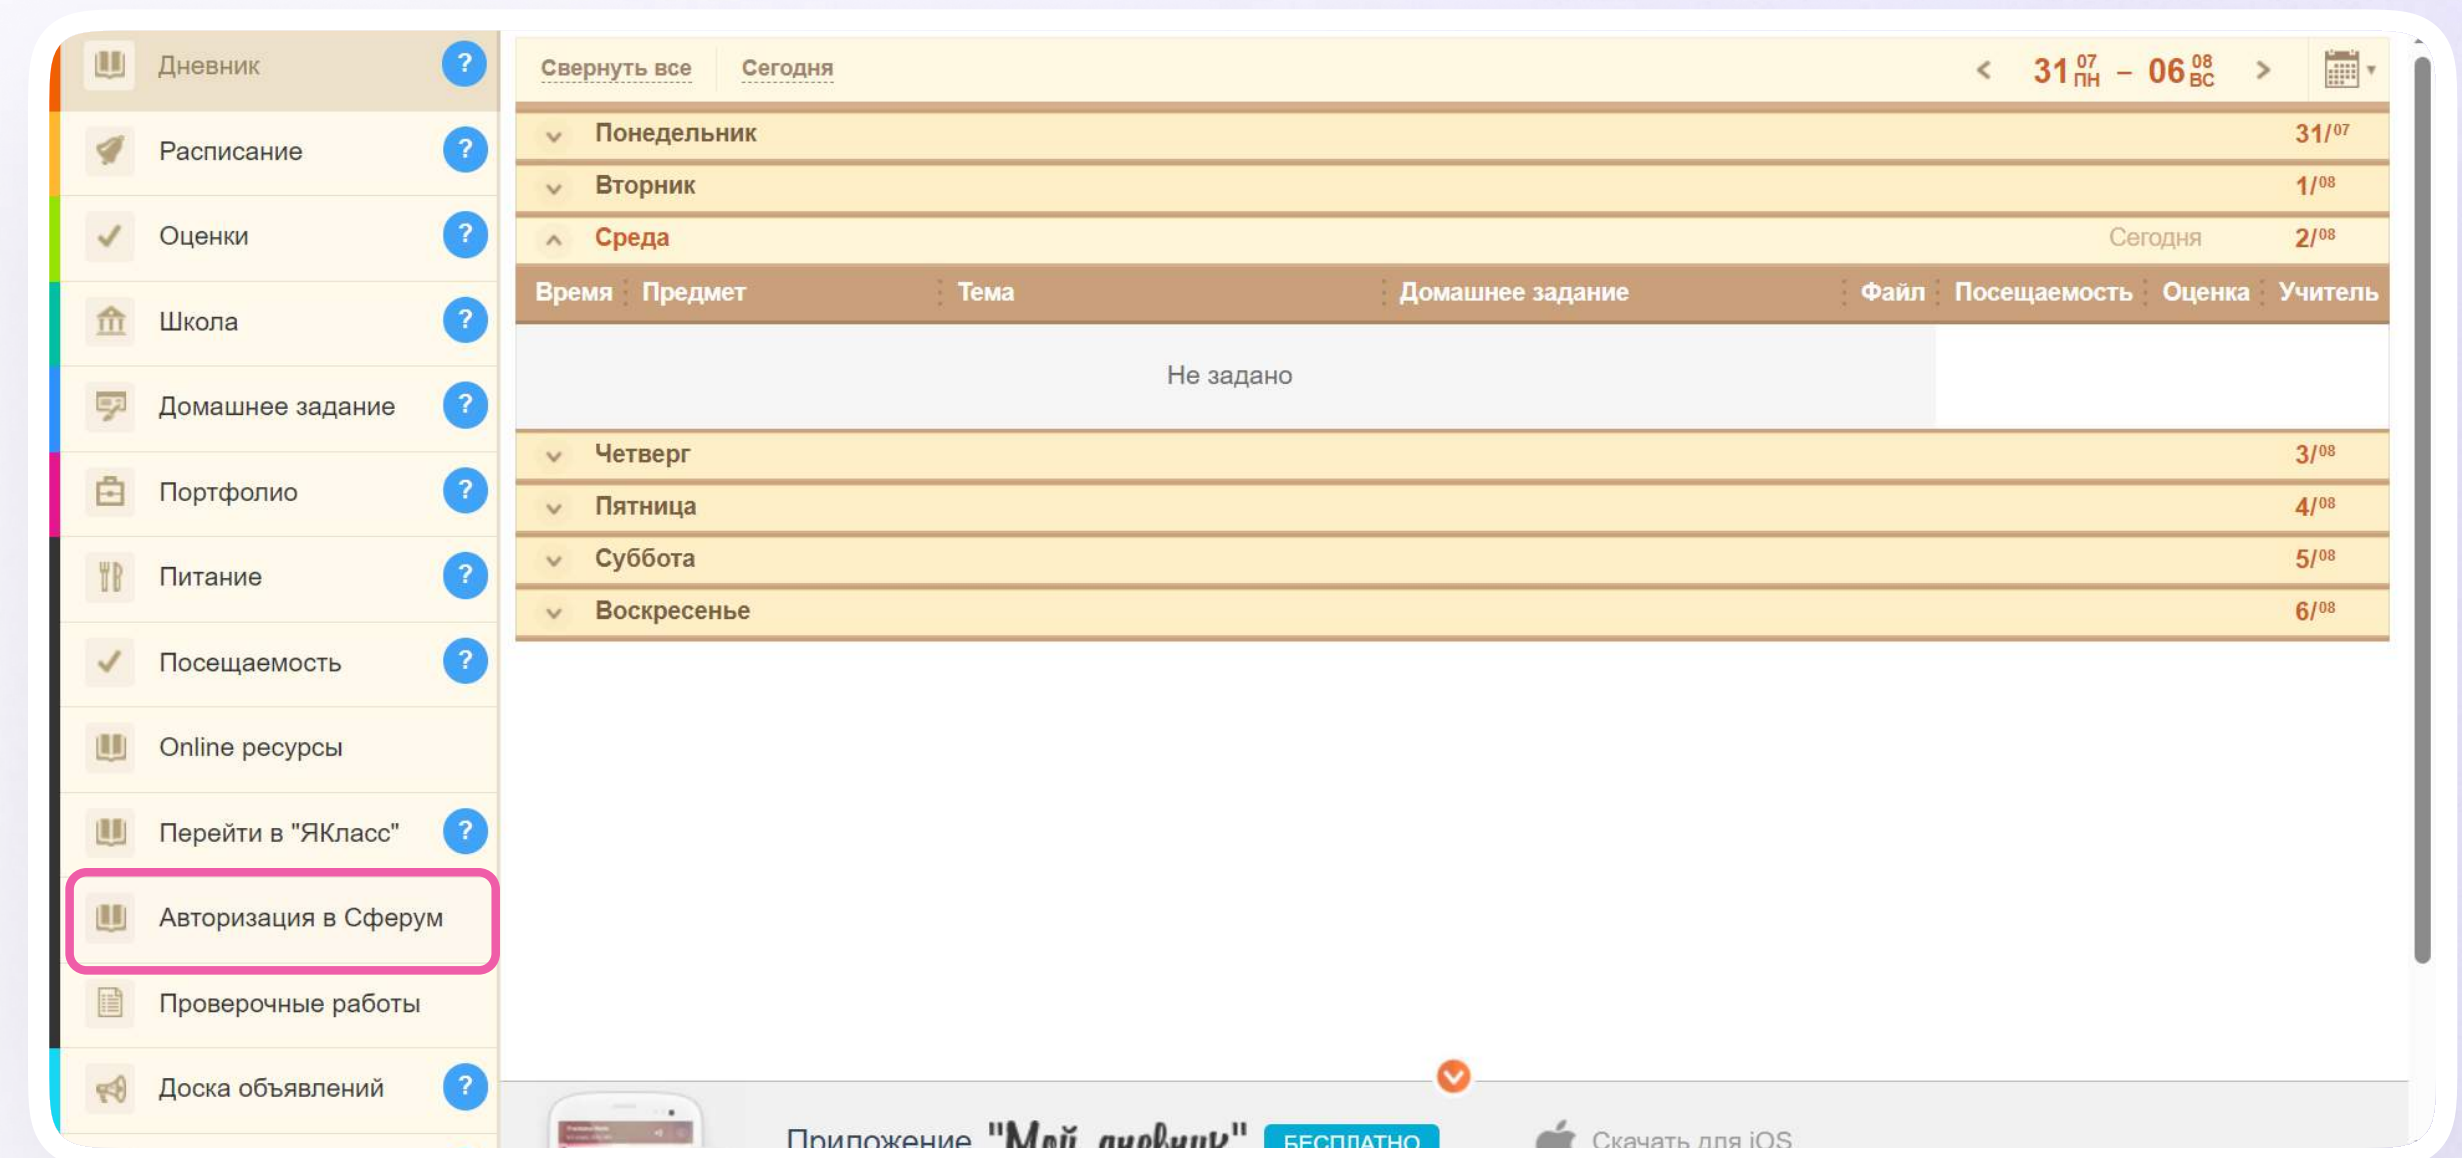 Дневник ?
Расписание ?
Оценки ?
Школа ?
Домашнее задание ?
Портфолио ?
Питание ?
Посещаемость ?
Online ресурсы
Перейти в "ЯКласс" ?
Авторизация в Сферум
Проверочные работы
Доска объявлений ?
Свернуть все Сегодня < 31 07 ПН – 06 08 ВС >
Понедельник 31/07
Вторник 1/08
Среда Сегодня 2/08
Время Предмет Тема Домашнее задание Файл Посещаемость Оценка Учитель
Не задано
Четверг 3/08
Пятница 4/08
Суббота 5/08
Воскресенье 6/08
Приложение "Мой дневник" БЕСПЛАТНО Скачать для iOS